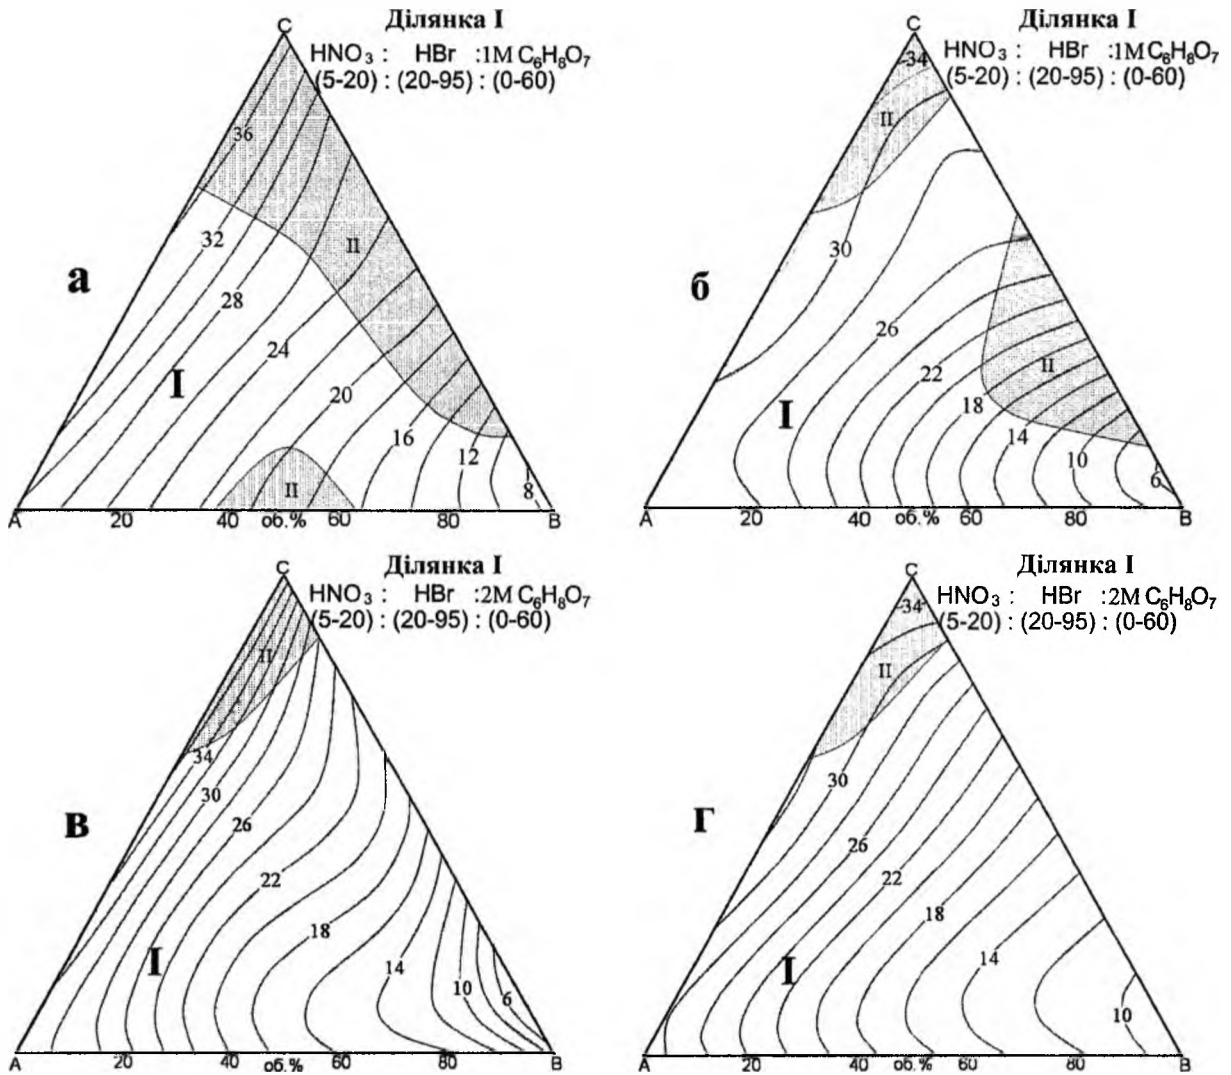 C
Ділянка I
HNO₃ : HBr :1M C₆H₈O₇
(5-20) : (20-95) : (0-60)
36
32
28
24
20
16
12
8
II
II
I
а
A 20 40 об.% 60 80 B
C
Ділянка I
HNO₃ : HBr :1M C₆H₈O₇
(5-20) : (20-95) : (0-60)
34
II
30
26
22
18
14
10
6
II
I
б
A 20 40 об.% 60 80 B
C
Ділянка I
HNO₃ : HBr :2M C₆H₈O₇
(5-20) : (20-95) : (0-60)
II
34
30
26
22
18
14
10
6
I
в
A 20 40 об.% 60 80 B
C
Ділянка I
HNO₃ : HBr :2M C₆H₈O₇
(5-20) : (20-95) : (0-60)
34
II
30
26
22
18
14
10
I
г
A 20 40 об.% 60 80 B